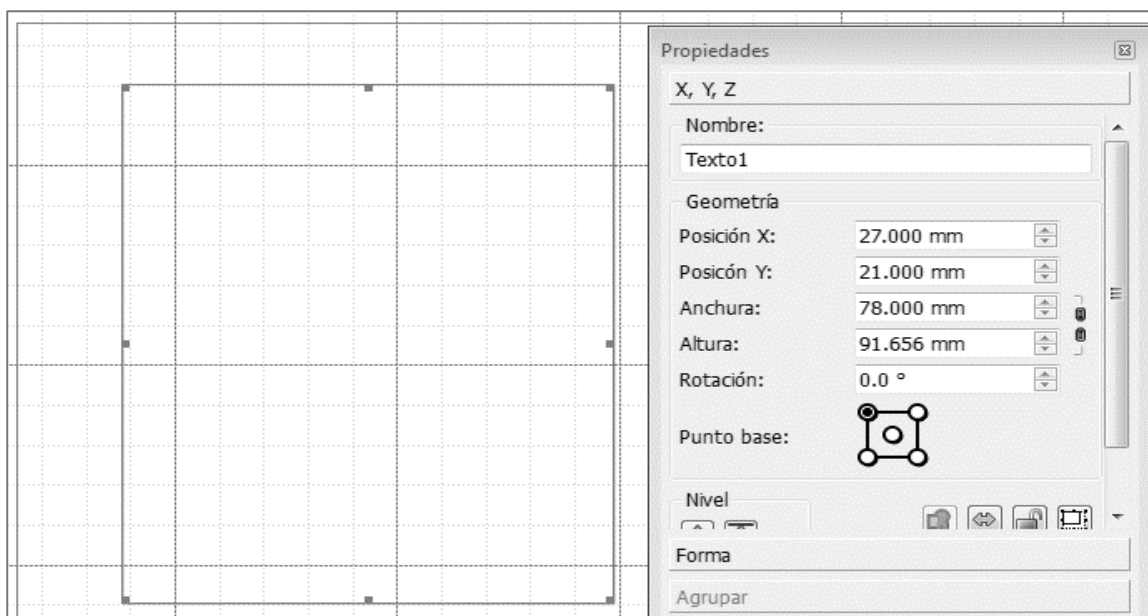 Propiedades
X, Y, Z
Nombre:
Texto1
Geometría
Posición X: 27.000 mm
Posicón Y: 21.000 mm
Anchura: 78.000 mm
Altura: 91.656 mm
Rotación: 0.0 °
Punto base:
Nivel
Forma
Agrupar